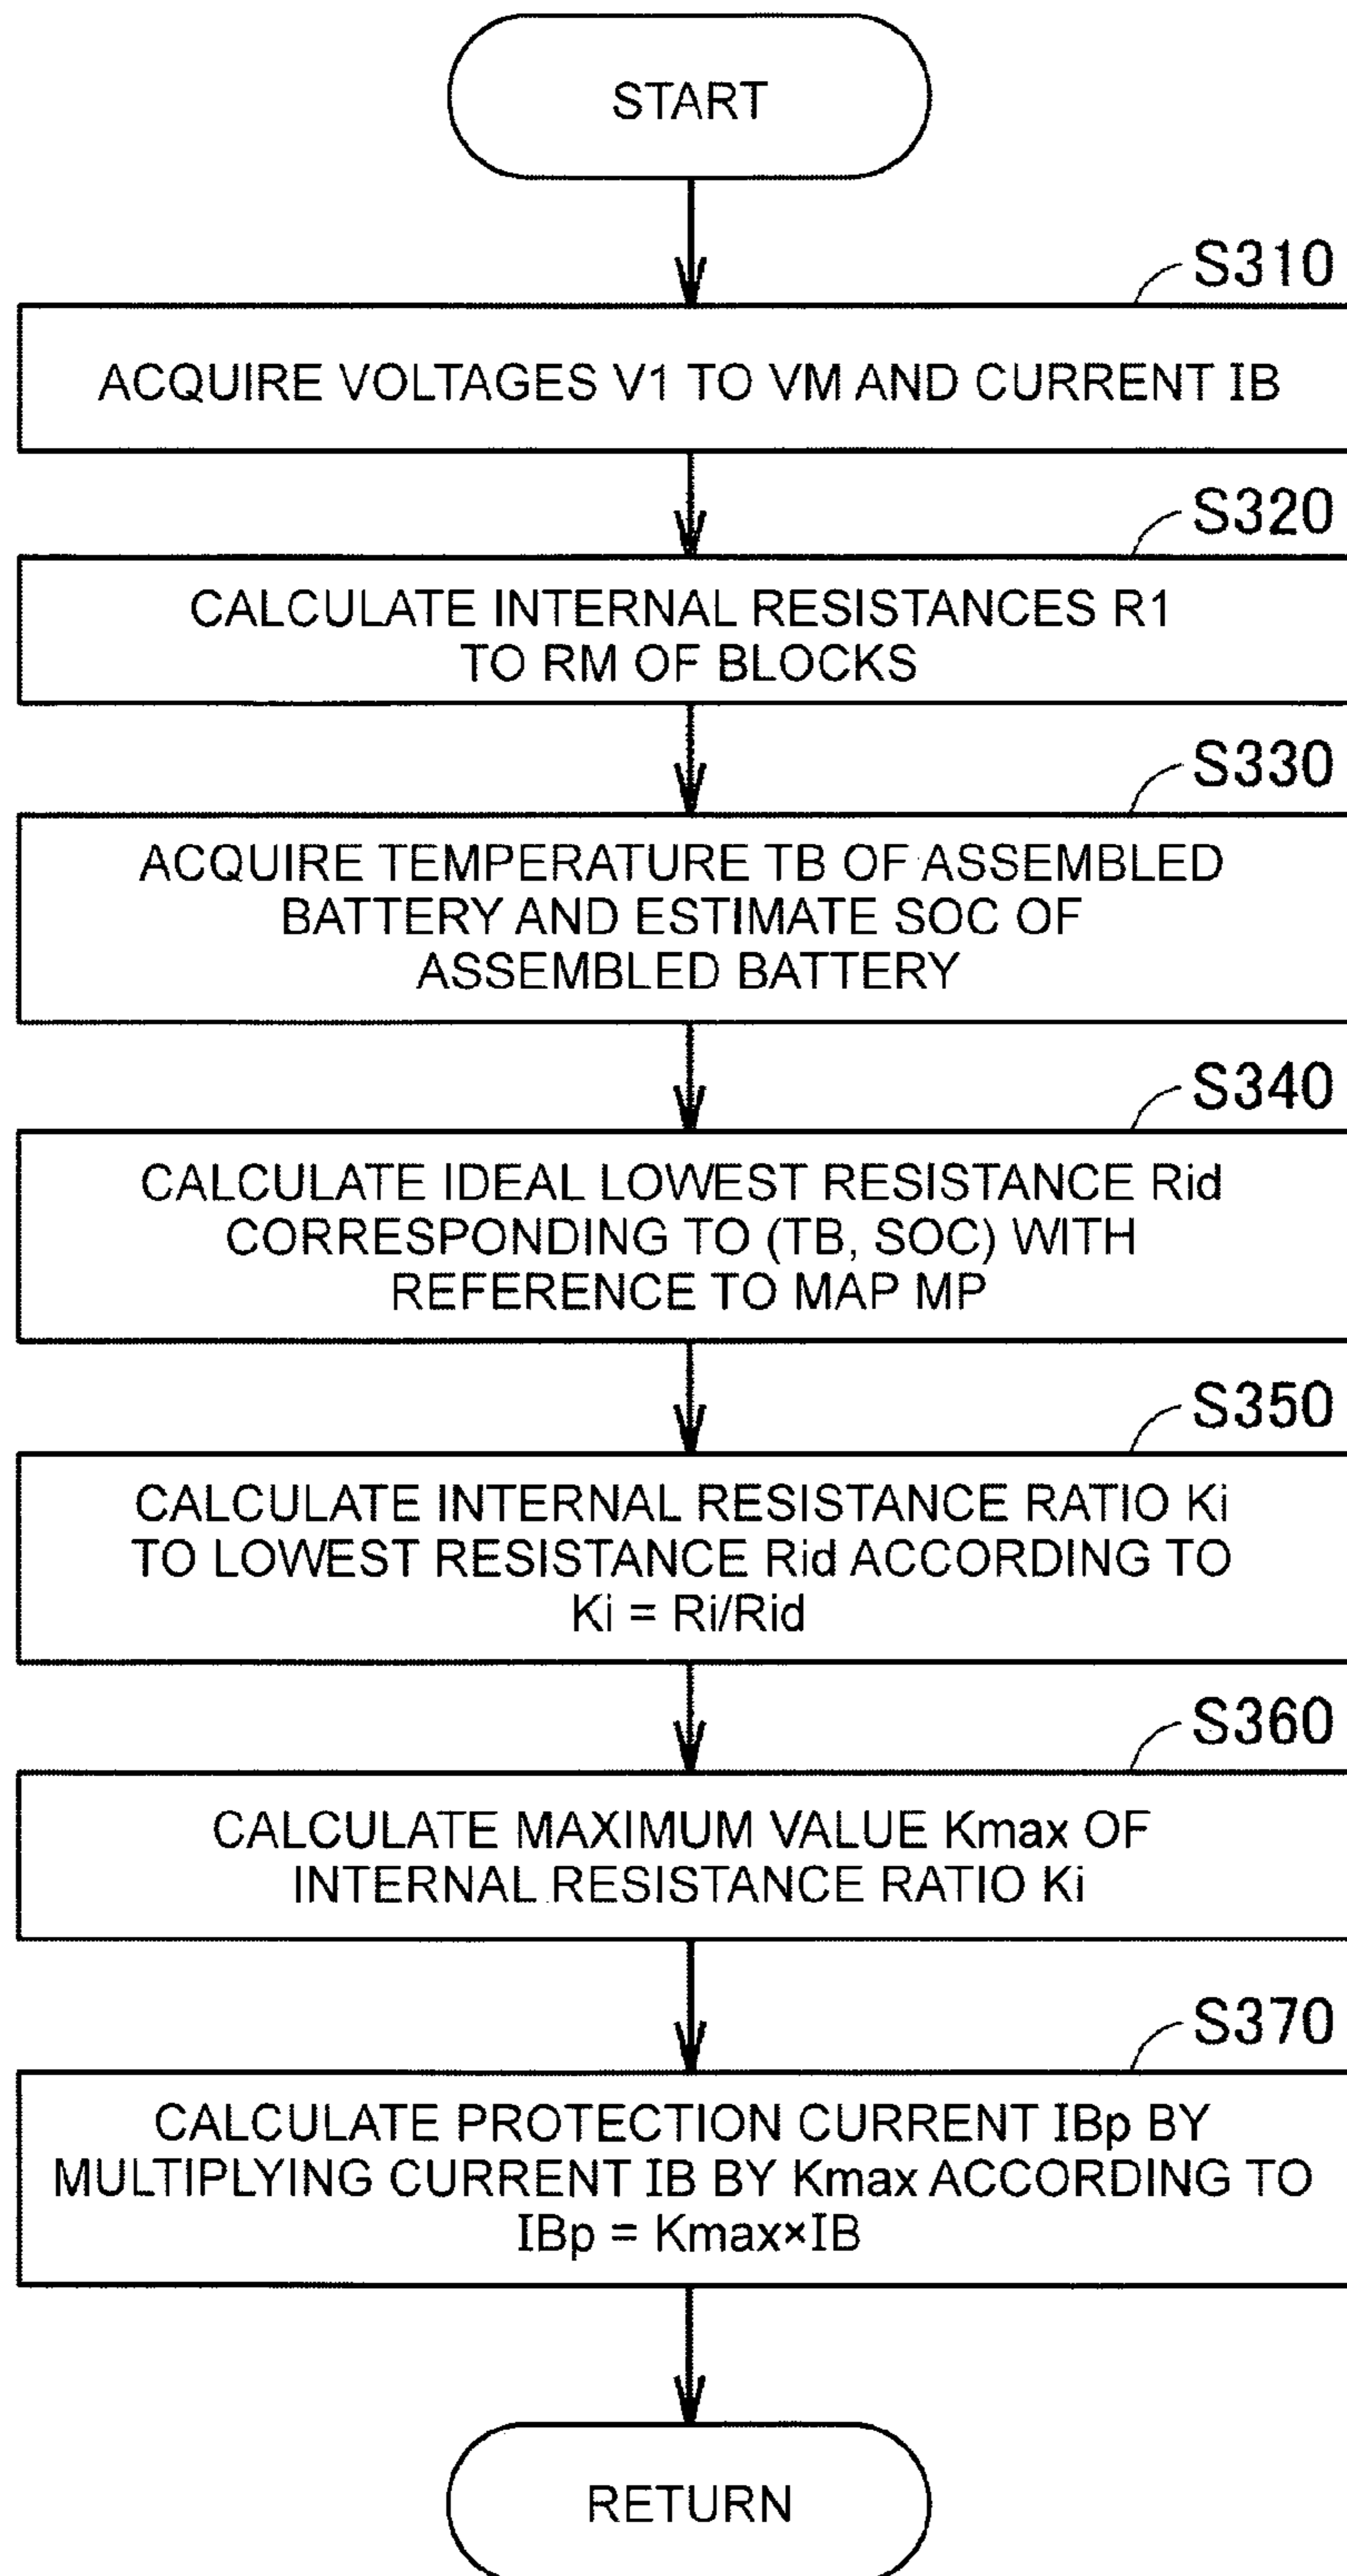 START
S310
ACQUIRE VOLTAGES V1 TO VM AND CURRENT IB
S320
CALCULATE INTERNAL RESISTANCES R1
TO RM OF BLOCKS
S330
ACQUIRE TEMPERATURE TB OF ASSEMBLED
BATTERY AND ESTIMATE SOC OF
ASSEMBLED BATTERY
S340
CALCULATE IDEAL LOWEST RESISTANCE Rid
CORRESPONDING TO (TB, SOC) WITH
REFERENCE TO MAP MP
S350
CALCULATE INTERNAL RESISTANCE RATIO Ki
TO LOWEST RESISTANCE Rid ACCORDING TO
Ki = Ri/Rid
S360
CALCULATE MAXIMUM VALUE Kmax OF
INTERNAL RESISTANCE RATIO Ki
S370
CALCULATE PROTECTION CURRENT IBp BY
MULTIPLYING CURRENT IB BY Kmax ACCORDING TO
IBp = Kmax×IB
RETURN